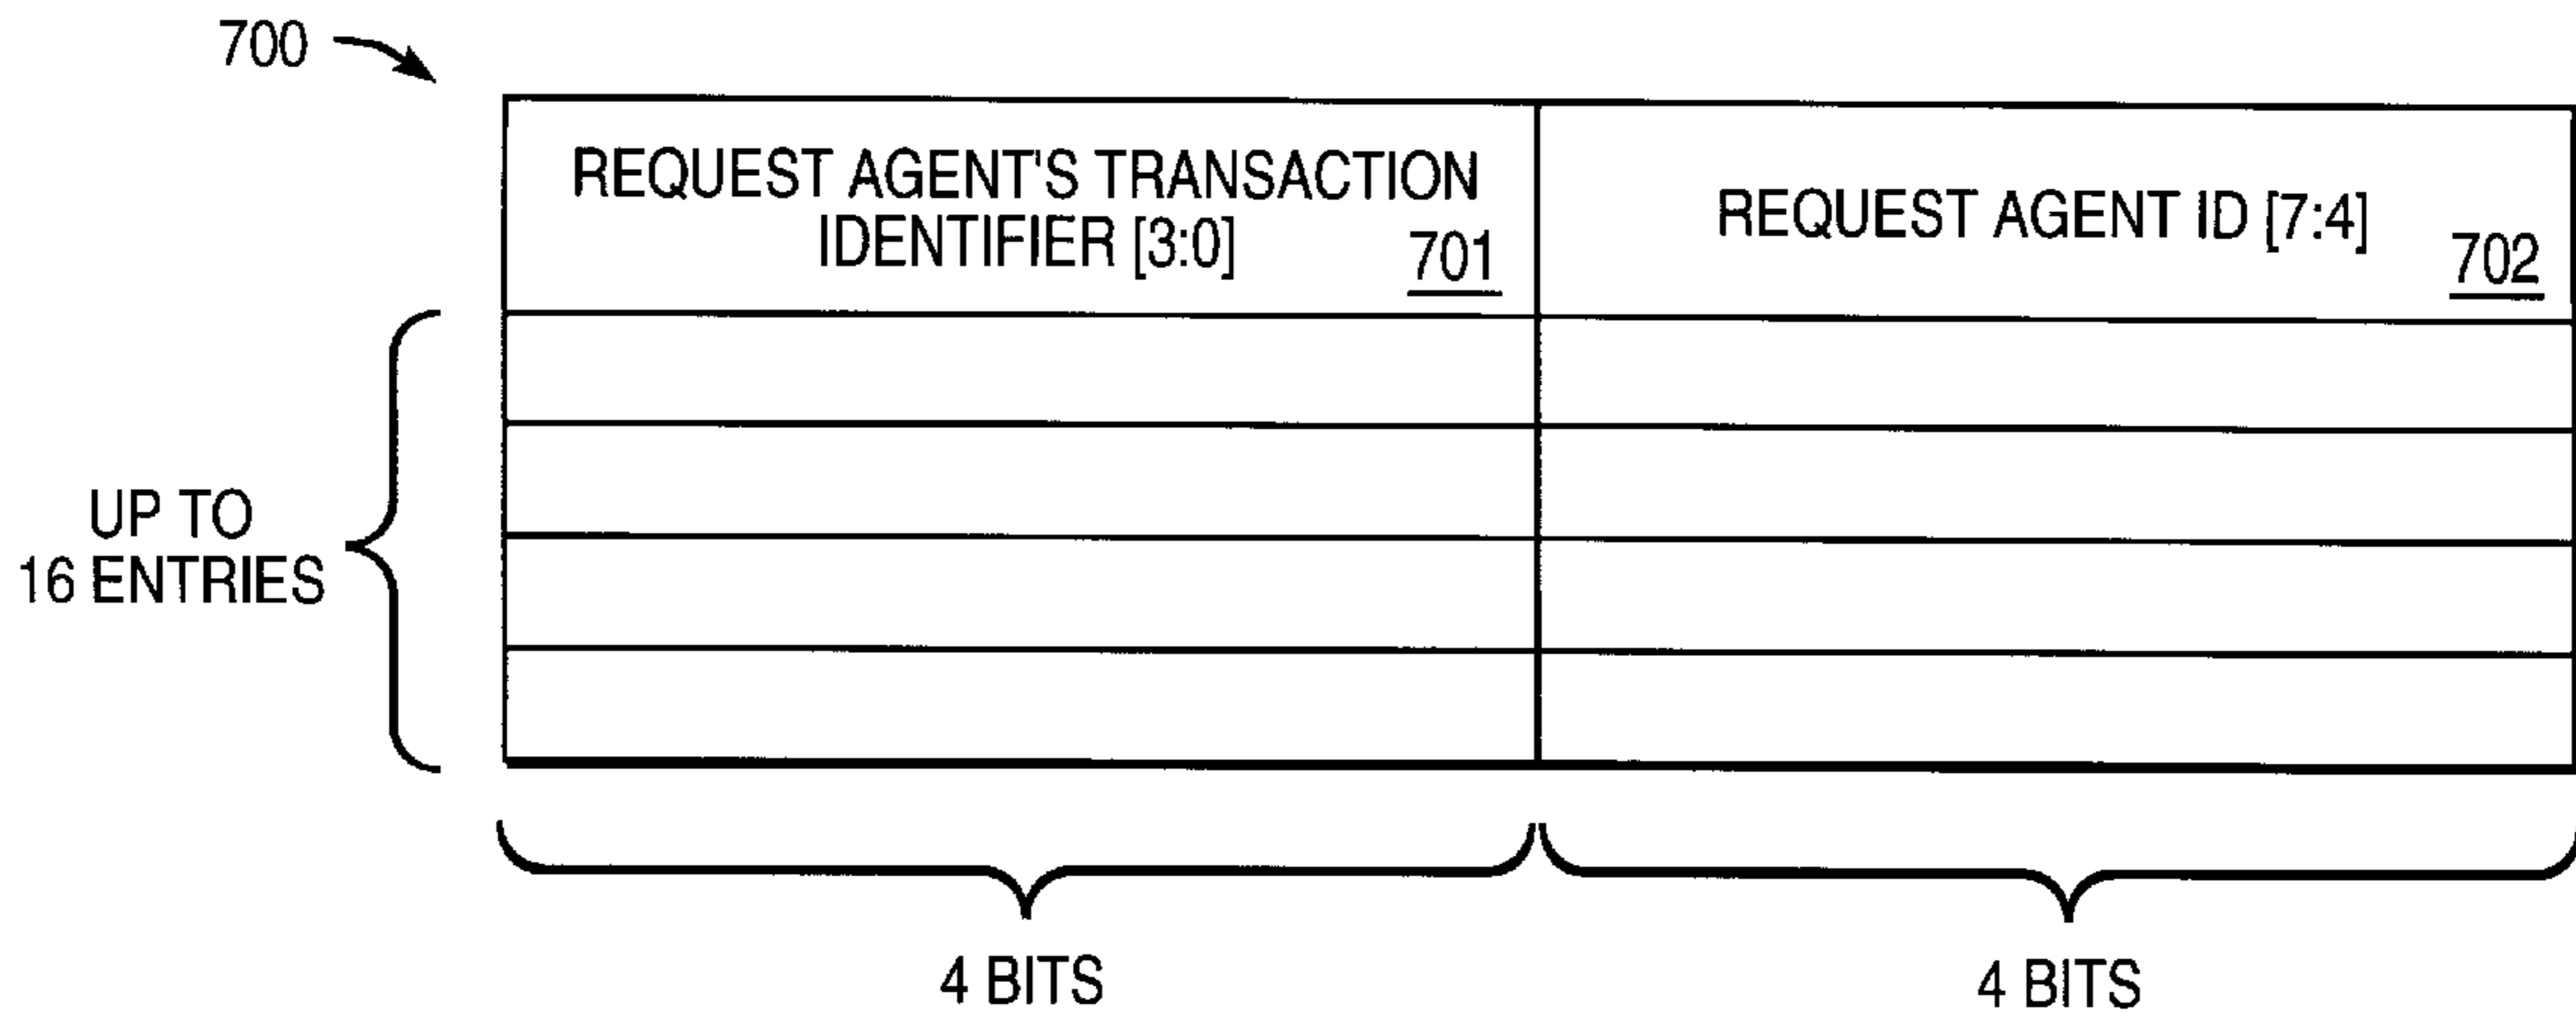 700
REQUEST AGENT'S TRANSACTION
IDENTIFIER [3:0]
701
REQUEST AGENT ID [7:4]
702
UP TO
16 ENTRIES
4 BITS
4 BITS